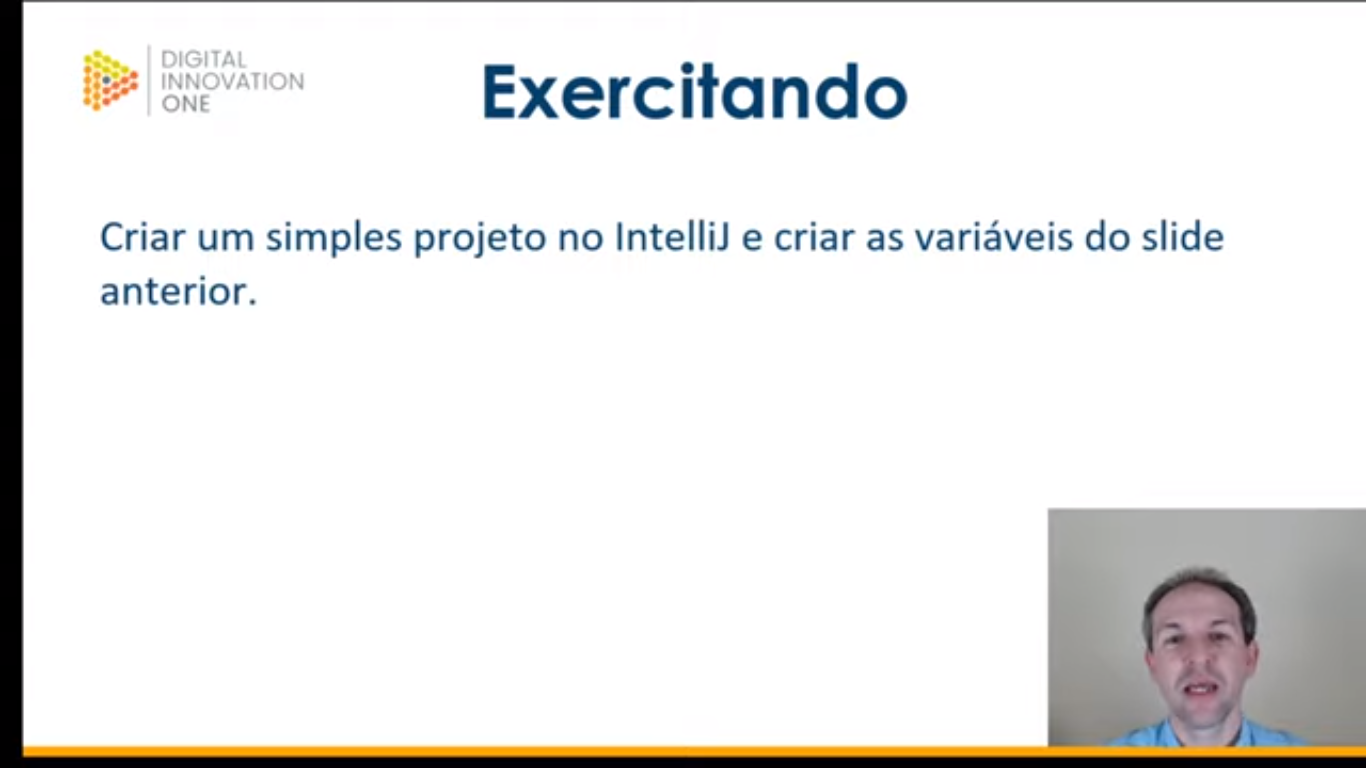 DIGITAL
INNOVATION
ONE
Exercitando
Criar um simples projeto no IntelliJ e criar as variáveis do slide
anterior.